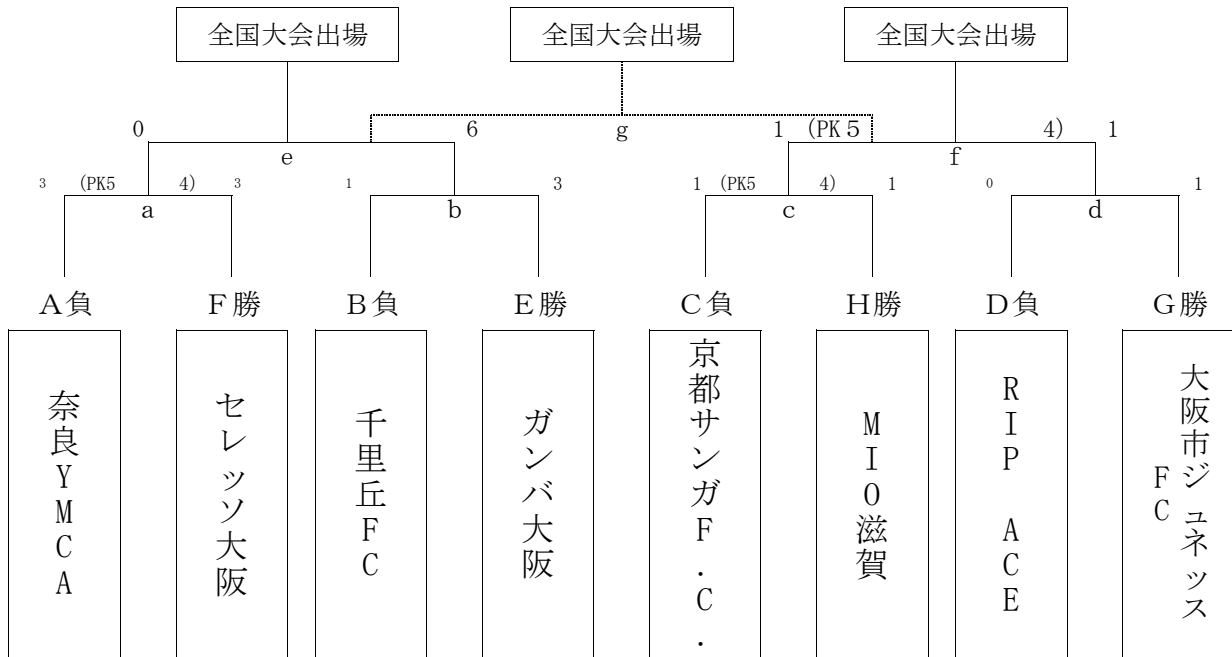 全国大会出場 全国大会出場 全国大会出場
0 6 g 1 (PK 5 4) 1
e f
3 (PK5 4) 3 1 3 1 (PK5 4) 1 0 1
a b c d
A負 F勝 B負 E勝 C負 H勝 D負 G勝
奈良YMCA
セレッソ大阪
千里丘FC
ガンバ大阪
京都サンガF.C.
MIO滋賀
RIP ACE
大阪市ジュネッス
FC